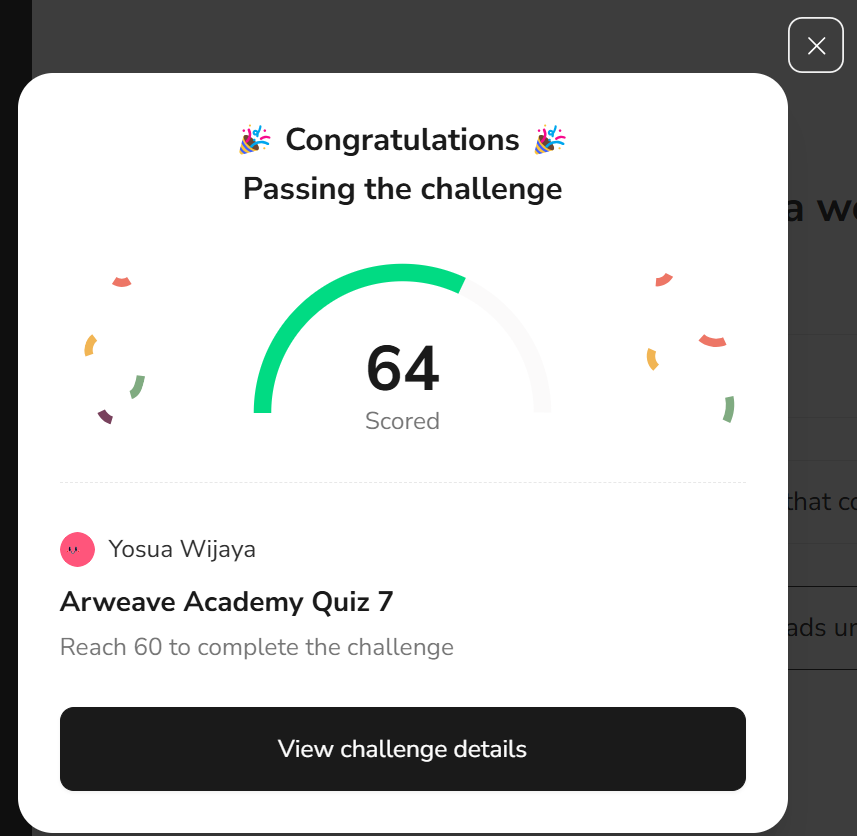 🎉 Congratulations 🎉
Passing the challenge
64
Scored
Yosua Wijaya
Arweave Academy Quiz 7
Reach 60 to complete the challenge
View challenge details
a
that